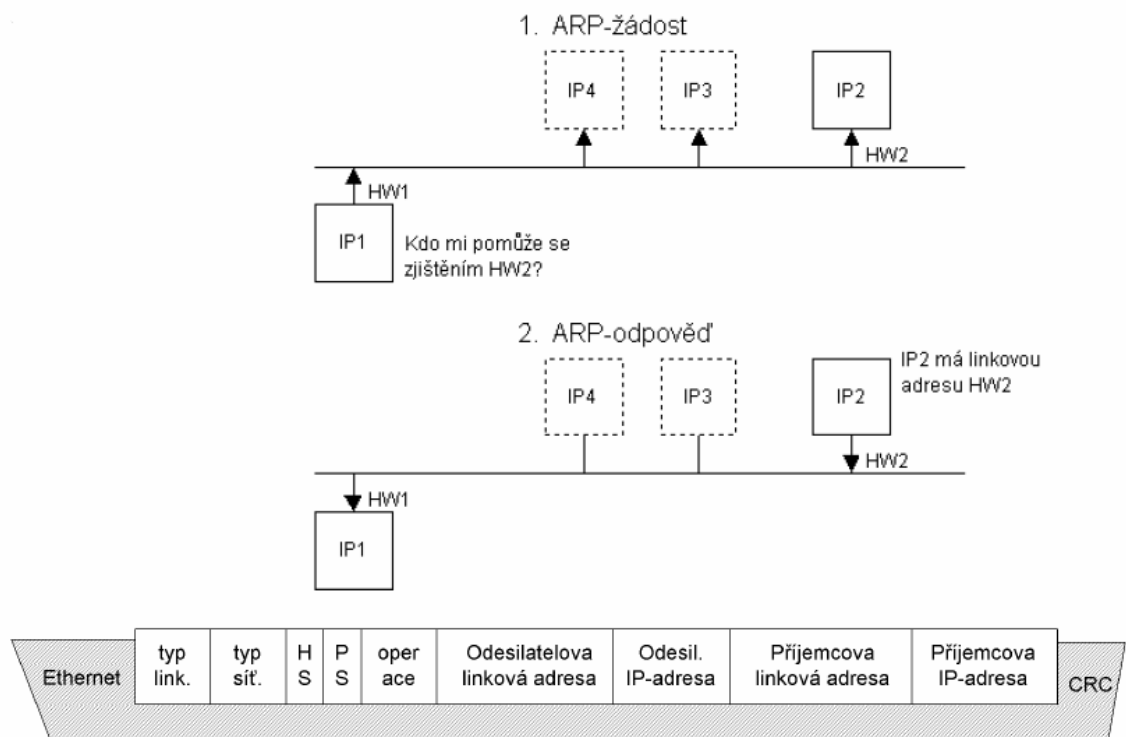 1. ARP-žádost
IP4
IP3
IP2
HW2
HW1
IP1
Kdo mi pomůže se
zjištěním HW2?
2. ARP-odpověď
IP4
IP3
IP2
IP2 má linkovou
adresu HW2
HW2
HW1
IP1
Ethernet
typ
link.
typ
síť.
H
S
P
S
oper
ace
Odesilatelova
linková adresa
Odesil.
IP-adresa
Příjemcova
linková adresa
Příjemcova
IP-adresa
CRC